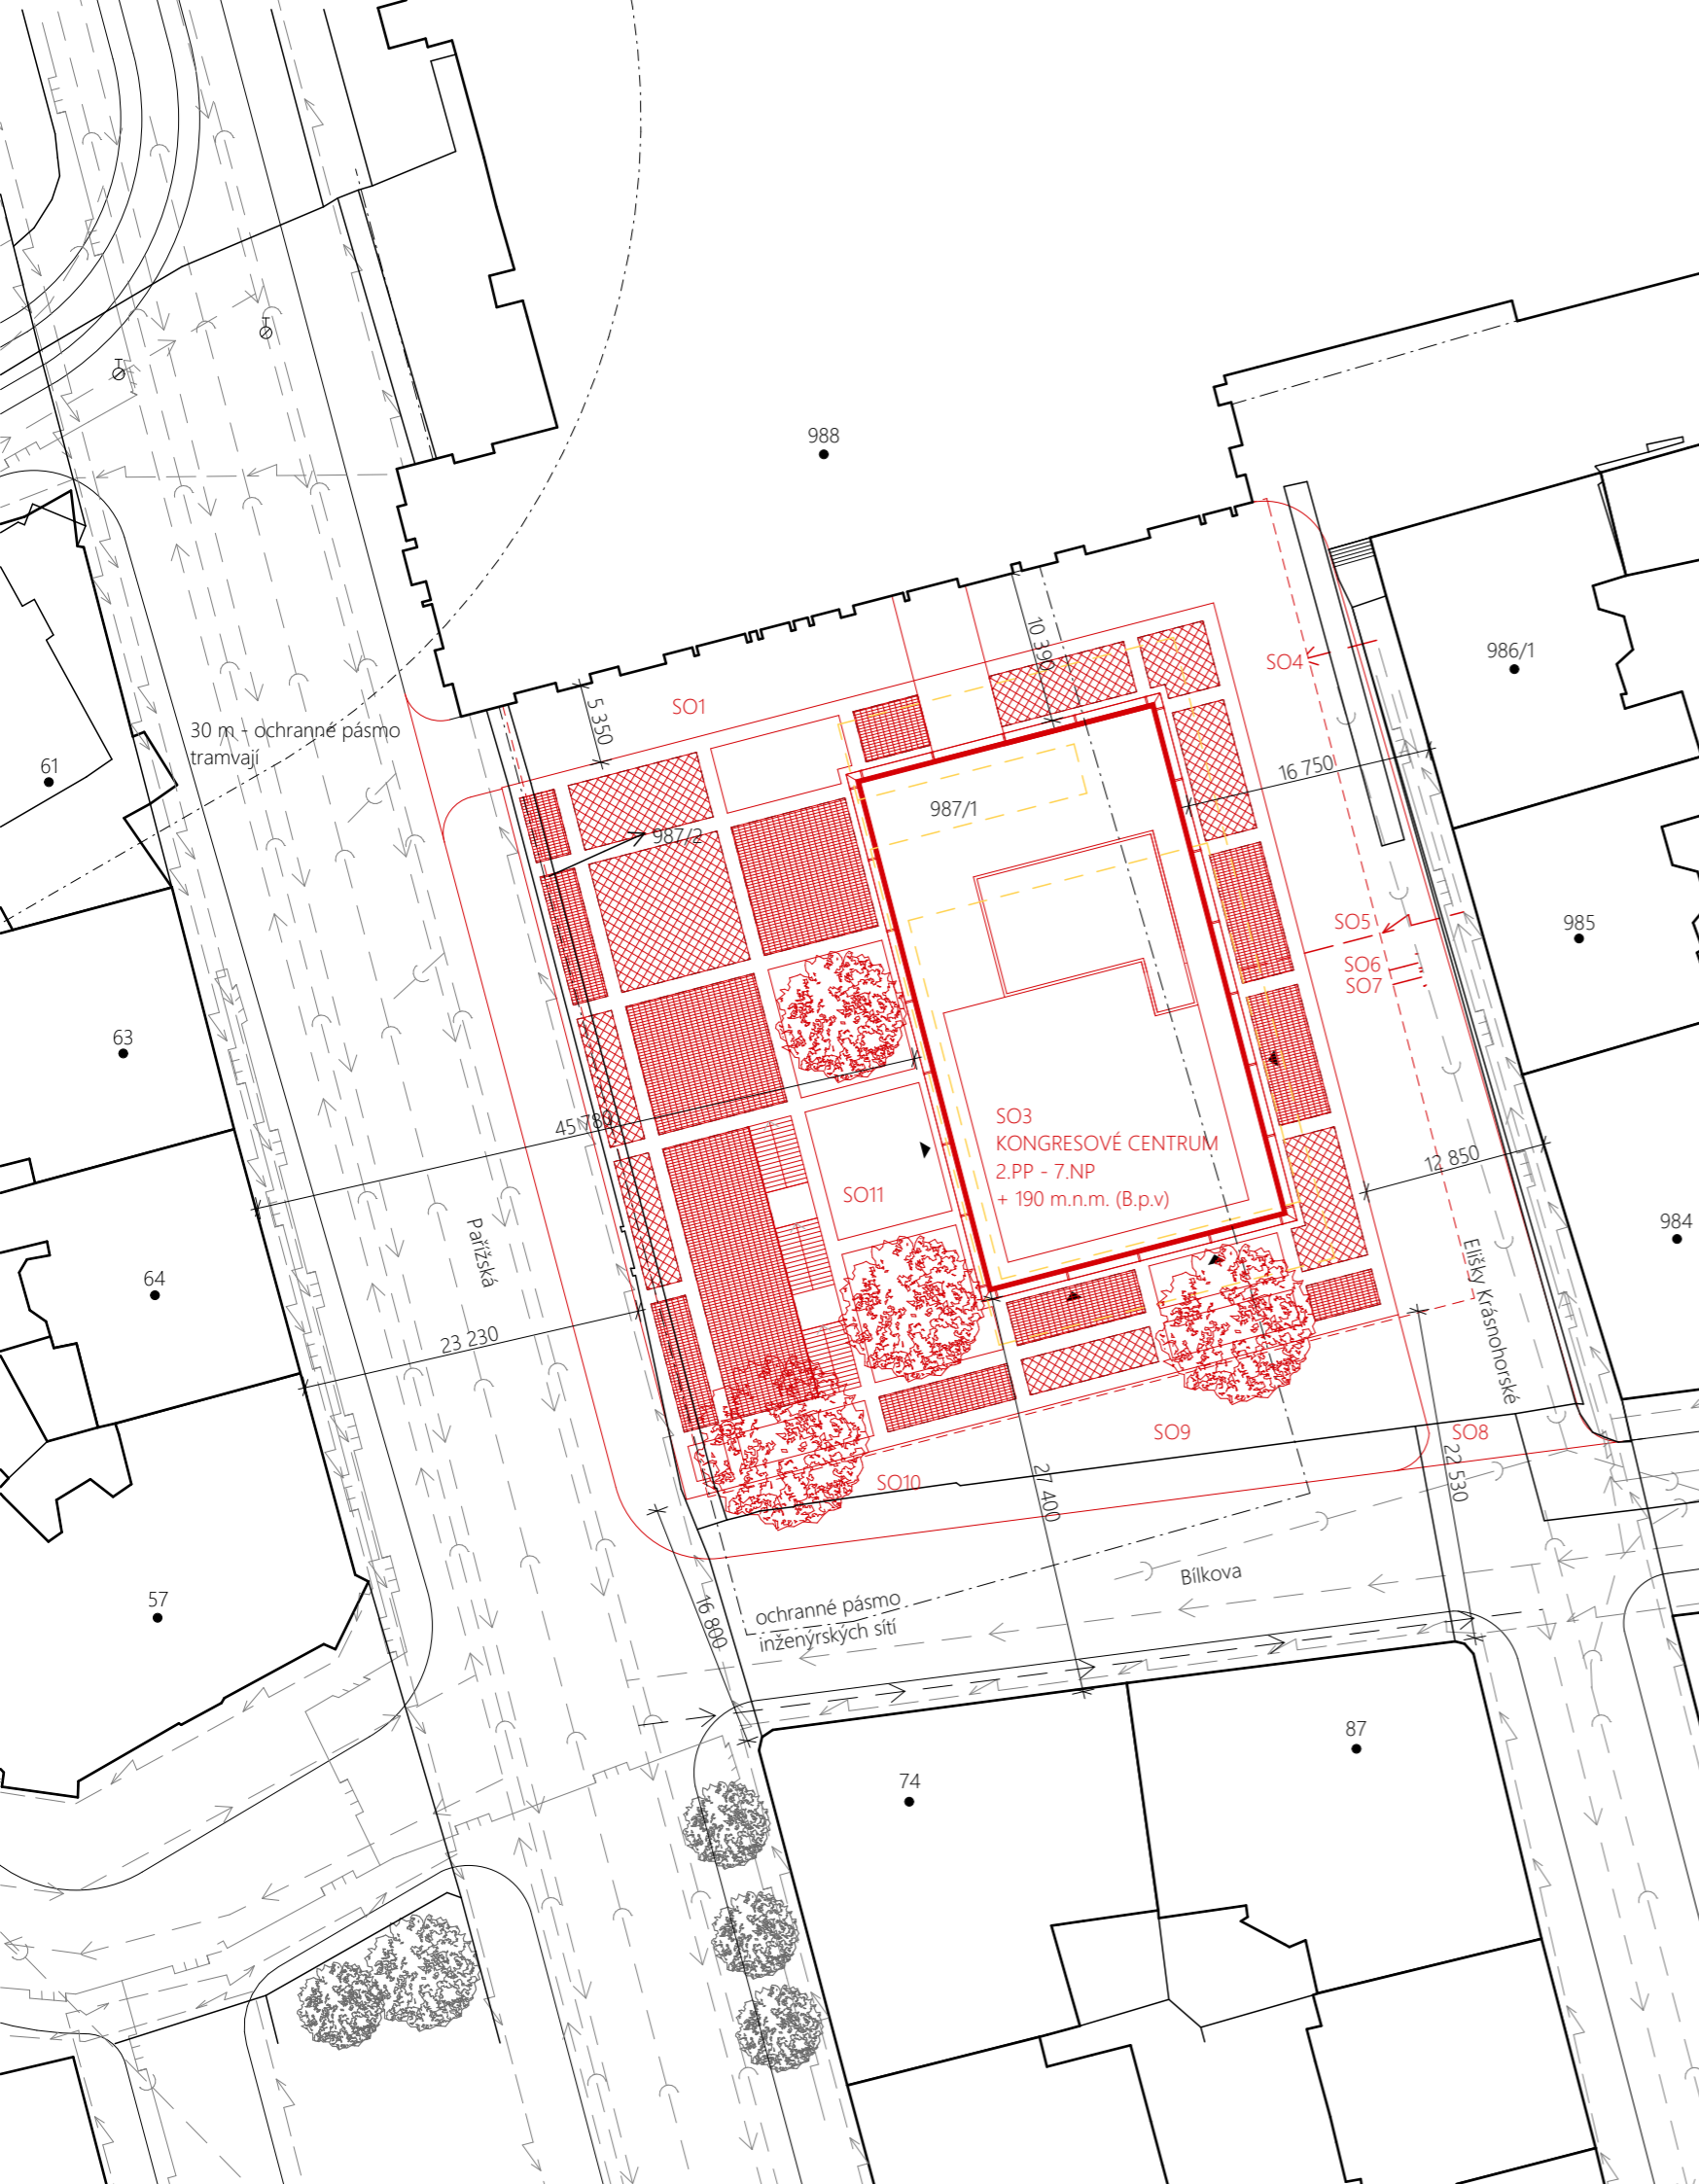 988
10 390
SO4
986/1
SO1
5 350
30 m - ochranné pásmo
tramvají
61
16 750
987/1
987/2
SO5
985
SO6
SO7
63
45 780
SO3
KONGRESOVÉ CENTRUM
2.PP - 7.NP
+ 190 m.n.m. (B.p.v)
12 850
SO11
984
Pařížská
64
Elišky Krásnohorské
23 230
SO9
SO8
SO10
22 530
27 400
Bílkova
57
16 800
ochranné pásmo
inženýrských sítí
87
74